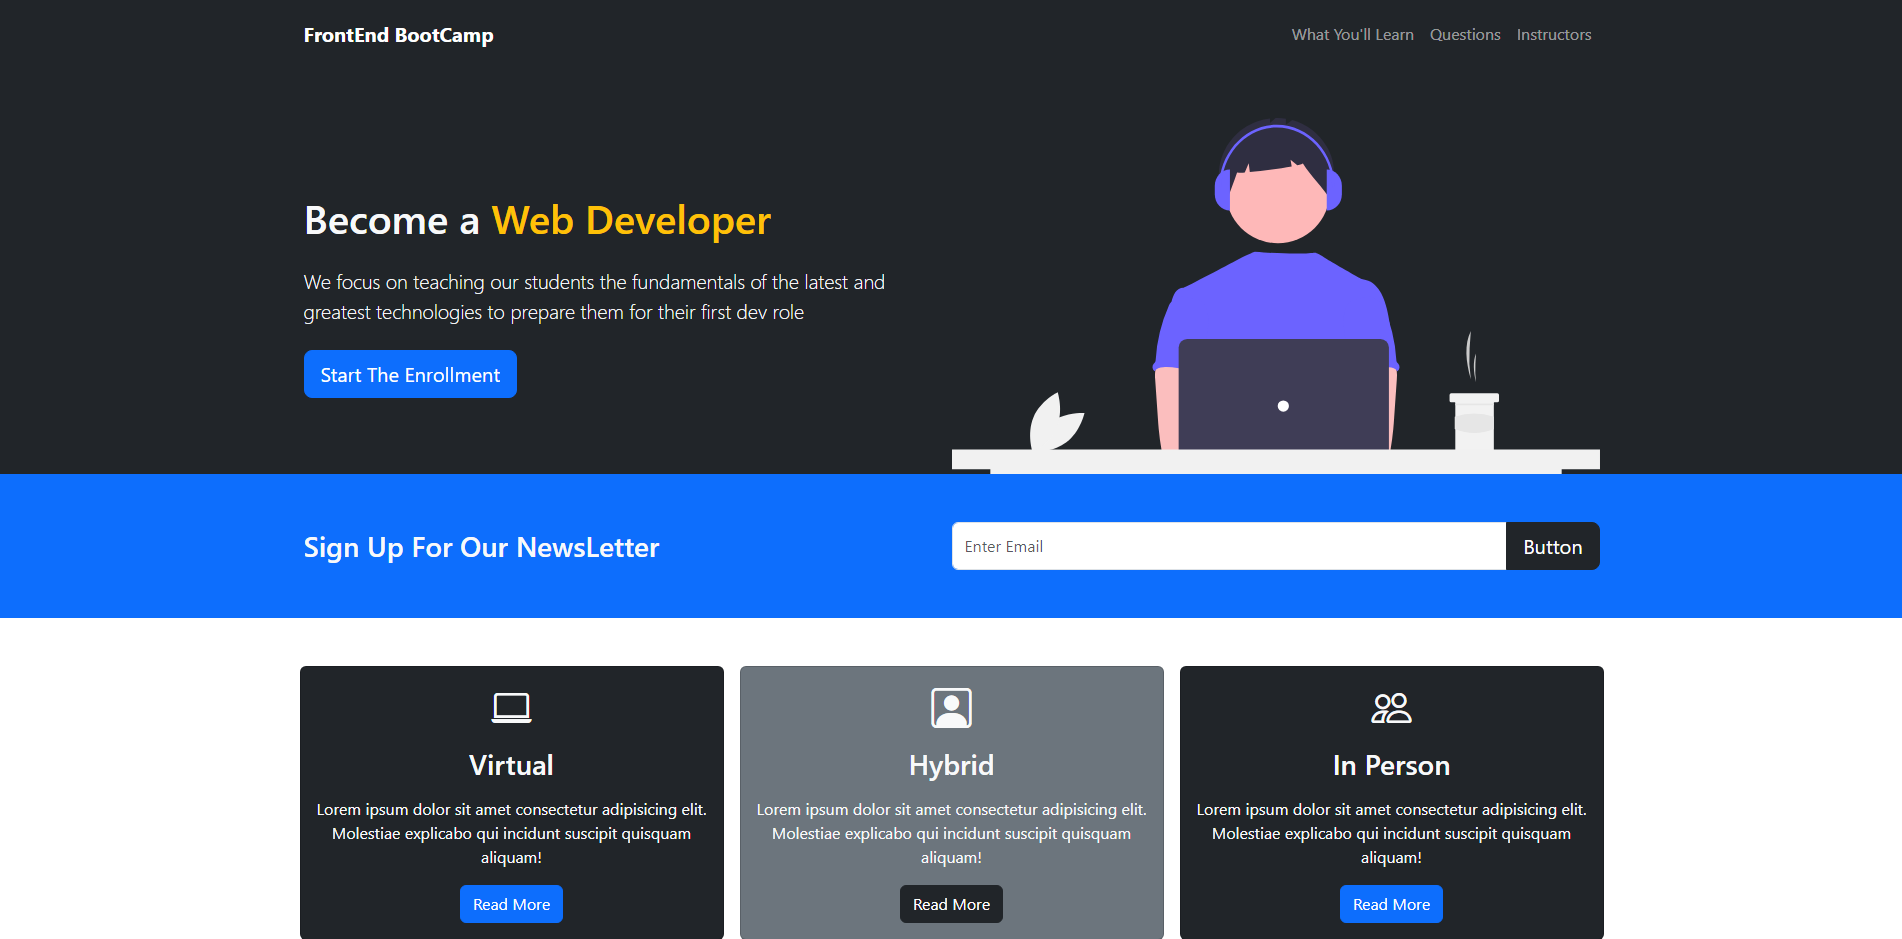 FrontEnd BootCamp
What You'll Learn Questions Instructors
Become a Web Developer
We focus on teaching our students the fundamentals of the latest and
greatest technologies to prepare them for their first dev role
Start The Enrollment
Sign Up For Our NewsLetter
Enter Email
Button
Virtual
Lorem ipsum dolor sit amet consectetur adipisicing elit.
Molestiae explicabo qui incidunt suscipit quisquam
aliquam!
Read More
Hybrid
Lorem ipsum dolor sit amet consectetur adipisicing elit.
Molestiae explicabo qui incidunt suscipit quisquam
aliquam!
Read More
In Person
Lorem ipsum dolor sit amet consectetur adipisicing elit.
Molestiae explicabo qui incidunt suscipit quisquam
aliquam!
Read More